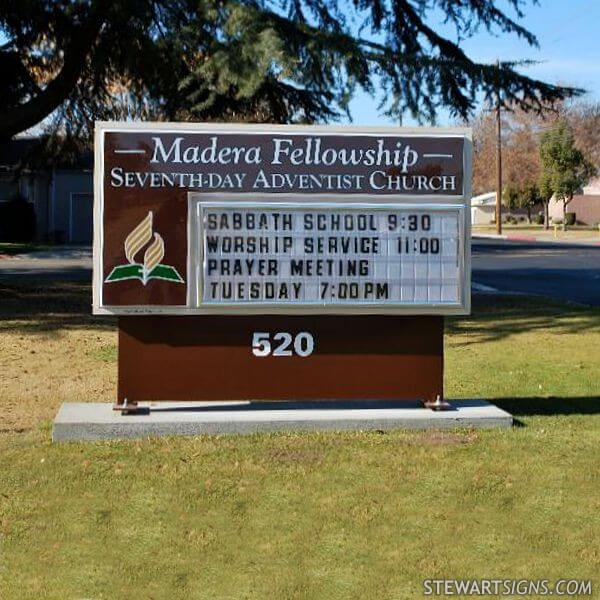 Madera Fellowship
SEVENTH-DAY ADVENTIST CHURCH
SABBATH SCHOOL 9:30
WORSHIP SERVICE 11:00
PRAYER MEETING
TUESDAY 7:00PM
520
STEWARTSIGNS.COM